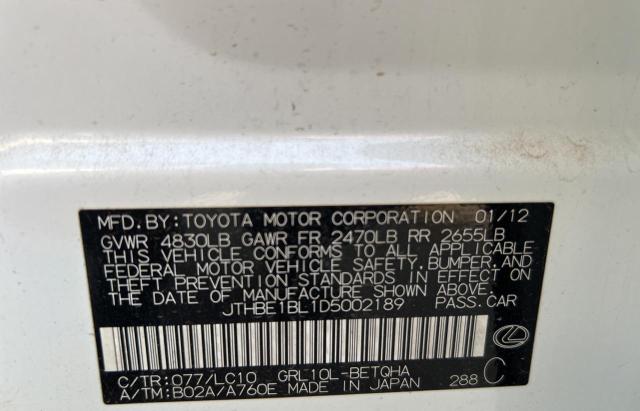 MFD.BY:TOYOTA MOTOR CORPORATION 01/12
GVWR 4830LB GAWR FR 2470LB RR 2655LB
THIS VEHICLE CONFORMS TO ALL APPLICABLE
FEDERAL MOTOR VEHICLE SAFETY,BUMPER,AND
THEFT PREVENTION STANDARDS IN EFFECT ON
THE DATE OF MANUFACTURE SHOWN ABOVE.
JTHBE1BL1D5002189 PASS.CAR
C/TR:077/LC10 GRL10L-BETQHA
A/TM:B02A/A760E MADE IN JAPAN 288 C